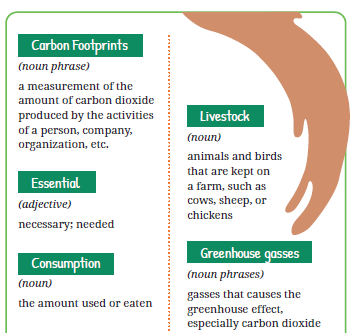 Carbon Footprints
(noun phrase)
a measurement of the
amount of carbon dioxide
produced by the activities
of a person, company,
organization, etc.
Essential
(adjective)
necessary; needed
Consumption
(noun)
the amount used or eaten
Livestock
(noun)
animals and birds
that are kept on
a farm, such as
cows, sheep, or
chickens
Greenhouse gasses
(noun phrases)
gasses that causes the
greenhouse effect,
especially carbon dioxide